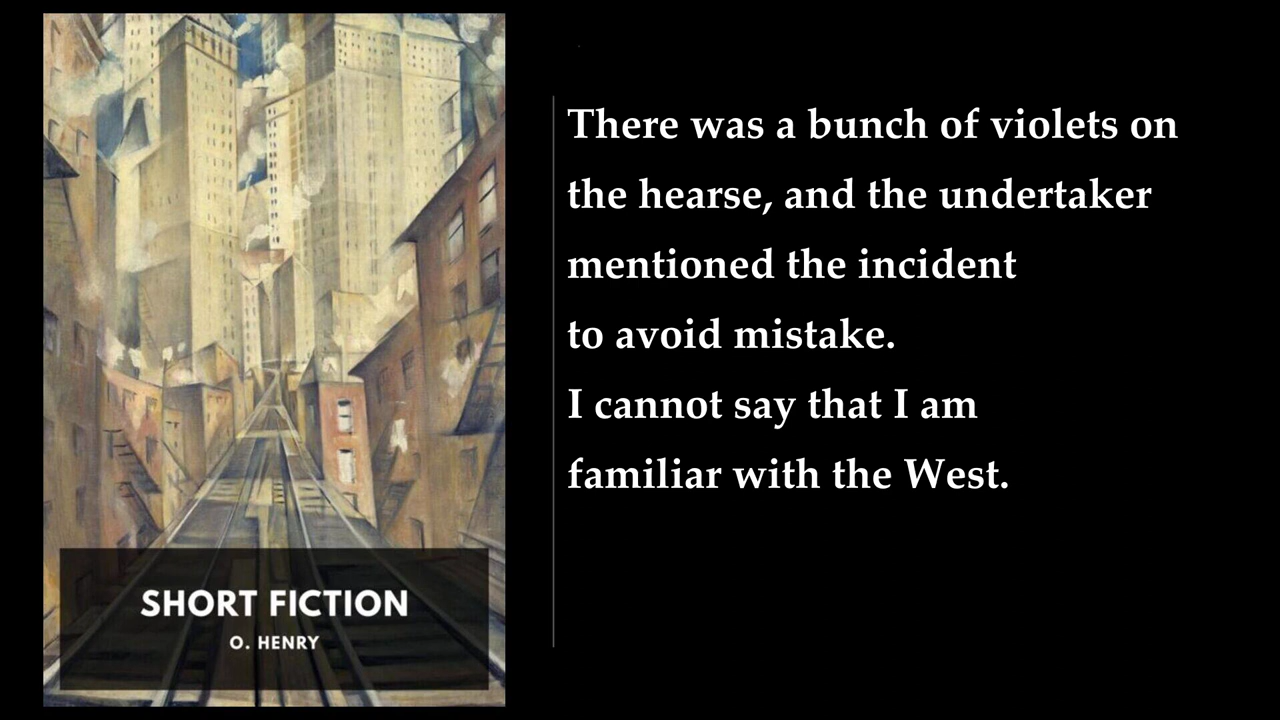 SHORT FICTION
O. HENRY
There was a bunch of violets on
the hearse, and the undertaker
mentioned the incident
to avoid mistake.
I cannot say that I am
familiar with the West.